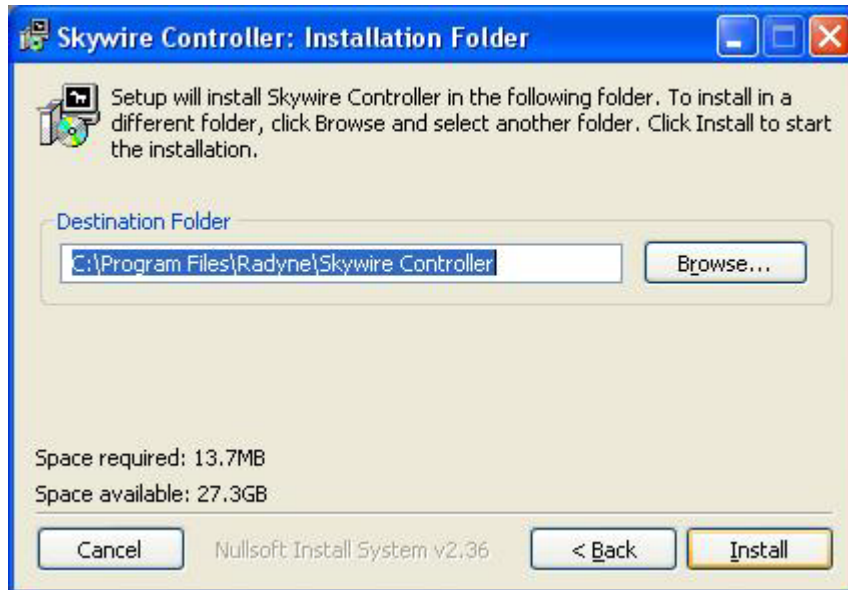 Skywire Controller: Installation Folder
Setup will install Skywire Controller in the following folder. To install in a
different folder, click Browse and select another folder. Click Install to start
the installation.
Destination Folder
C:\Program Files\Radyne\Skywire Controller
Browse...
Space required: 13.7MB
Space available: 27.3GB
Cancel
Nullsoft Install System v2.36
< Back
Install